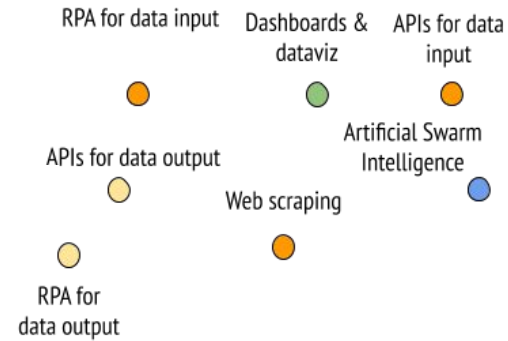 RPA for data input
Dashboards &
dataviz
APIs for data
input
Artificial Swarm
Intelligence
APIs for data output
Web scraping
RPA for
data output